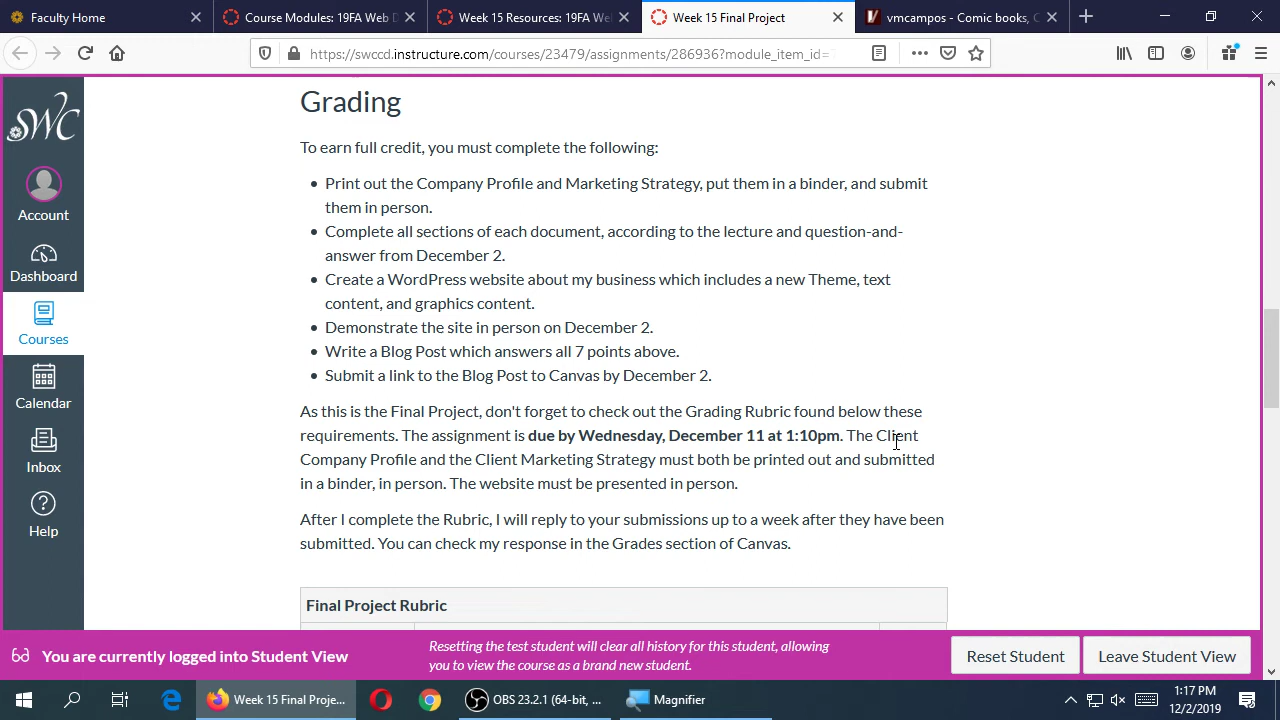 Faculty Home
Course Modules: 19FA Web D
Week 15 Resources: 19FA We
Week 15 Final Project
vmcampos - Comic books, C
https://swccd.instructure.com/courses/23479/assignments/286936?module_item_id=
SWC
Account
Dashboard
Courses
Calendar
Inbox
Help
Grading
To earn full credit, you must complete the following:
Print out the Company Profile and Marketing Strategy, put them in a binder, and submit
them in person.
Complete all sections of each document, according to the lecture and question-and-
answer from December 2.
Create a WordPress website about my business which includes a new Theme, text
content, and graphics content.
Demonstrate the site in person on December 2.
Write a Blog Post which answers all 7 points above.
Submit a link to the Blog Post to Canvas by December 2.
As this is the Final Project, don't forget to check out the Grading Rubric found below these
requirements. The assignment is due by Wednesday, December 11 at 1:10pm. The Client
Company Profile and the Client Marketing Strategy must both be printed out and submitted
in a binder, in person. The website must be presented in person.
After I complete the Rubric, I will reply to your submissions up to a week after they have been
submitted. You can check my response in the Grades section of Canvas.
Final Project Rubric
You are currently logged into Student View
Resetting the test student will clear all history for this student, allowing
you to view the course as a brand new student.
Reset Student
Leave Student View
Week 15 Final Proje...
OBS 23.2.1 (64-bit, ...
Magnifier
1:17 PM
12/2/2019